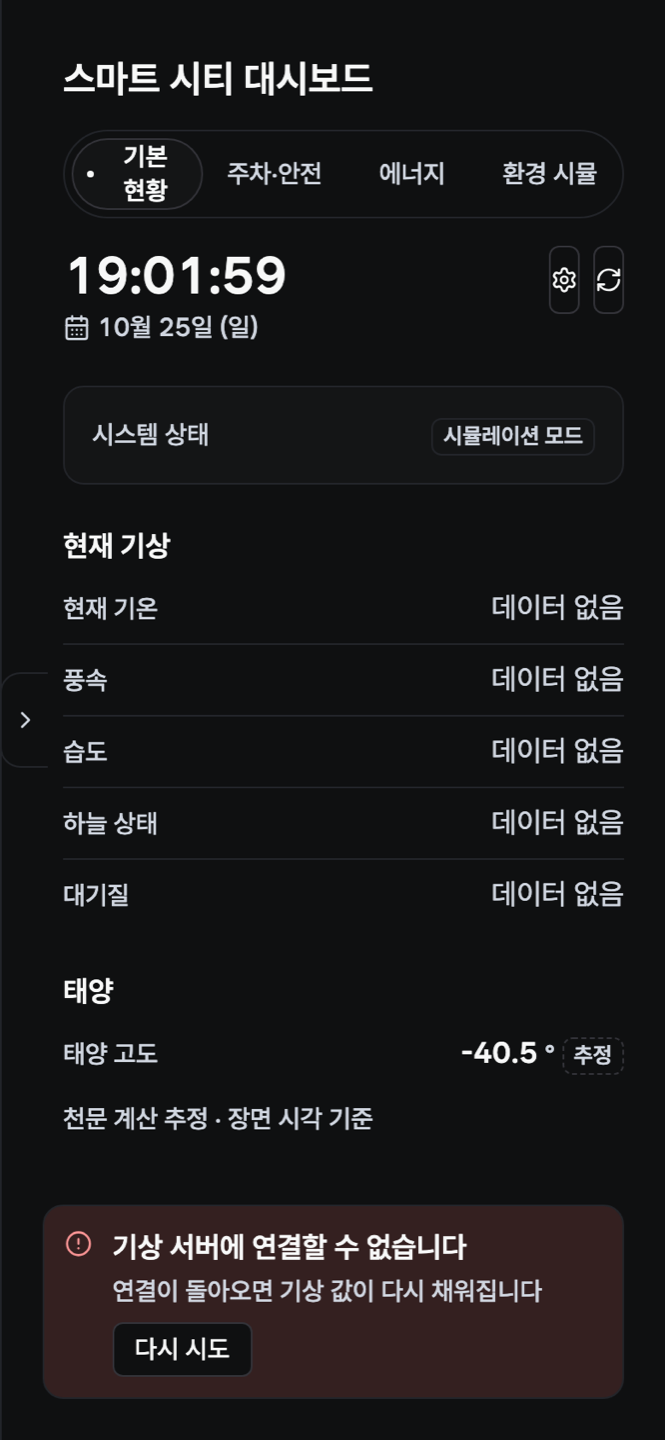 스마트 시티 대시보드
기본
현황
주차·안전
에너지
환경 시뮬
19:01:59
10월 25일 (일)
시스템 상태
시뮬레이션 모드
현재 기상
현재 기온 데이터 없음
풍속 데이터 없음
습도 데이터 없음
하늘 상태 데이터 없음
대기질 데이터 없음
태양
태양 고도 -40.5 ° 추정
천문 계산 추정 · 장면 시각 기준
기상 서버에 연결할 수 없습니다
연결이 돌아오면 기상 값이 다시 채워집니다
다시 시도